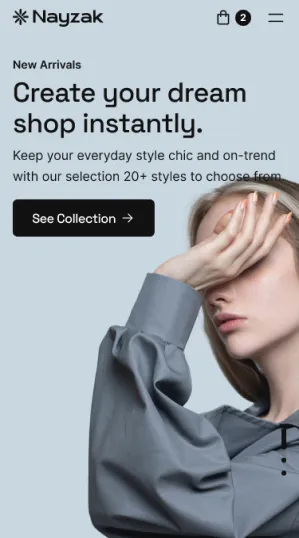 Nayzak
2
New Arrivals
Create your dream
shop instantly.
Keep your everyday style chic and on-trend
with our selection 20+ styles to choose from.
See Collection →